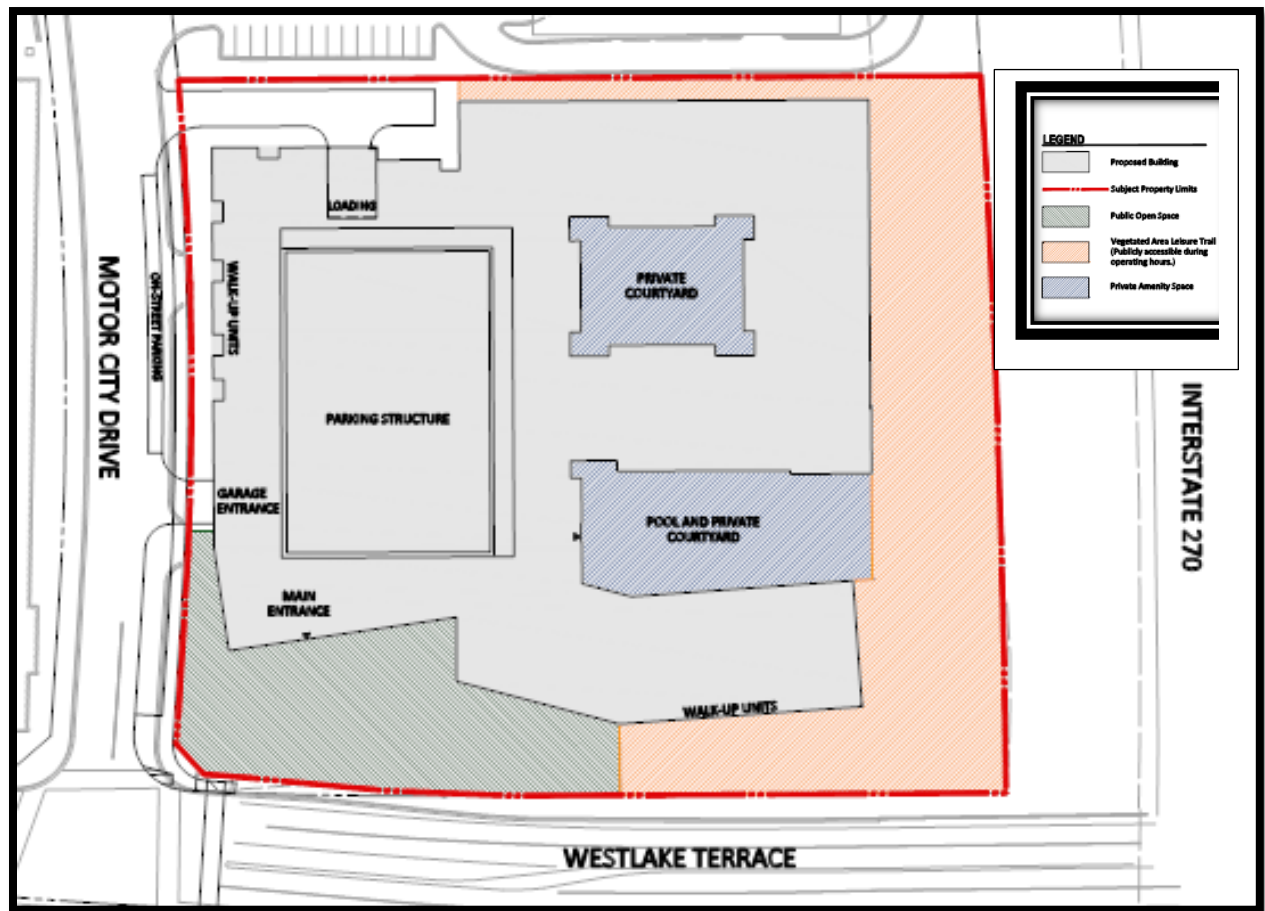 LEGEND
Proposed Building
Subject Property Limits
Public Open Space
Vegetated Area Leisure Trail
(Publicly accessible during
operating hours.)
Private Amenity Space
LOADING
WALK-UP UNITS
ON-STREET PARKING
MOTOR CITY DRIVE
PRIVATE
COURTYARD
PARKING STRUCTURE
INTERSTATE 270
GARAGE
ENTRANCE
POOL AND PRIVATE
COURTYARD
MAIN
ENTRANCE
WALK-UP UNITS
WESTLAKE TERRACE